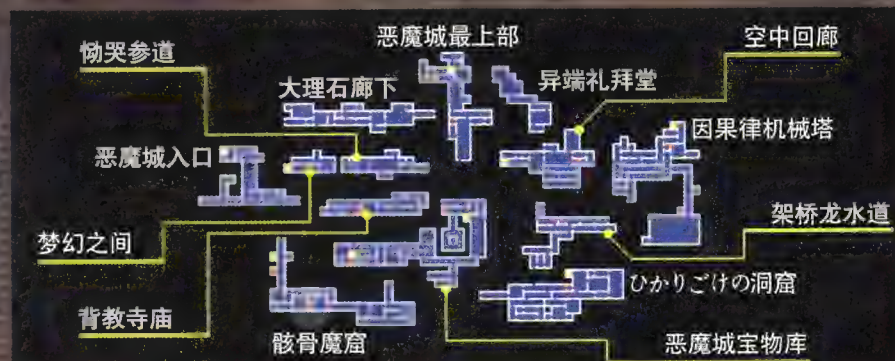 恶魔城最上部
空中回廊
恸哭参道
大理石廊下
异端礼拜堂
因果律机械塔
恶魔城入口
架桥龙水道
梦幻之间
ひかりごけの洞窟
背教寺庙
骸骨魔窟
恶魔城宝物库